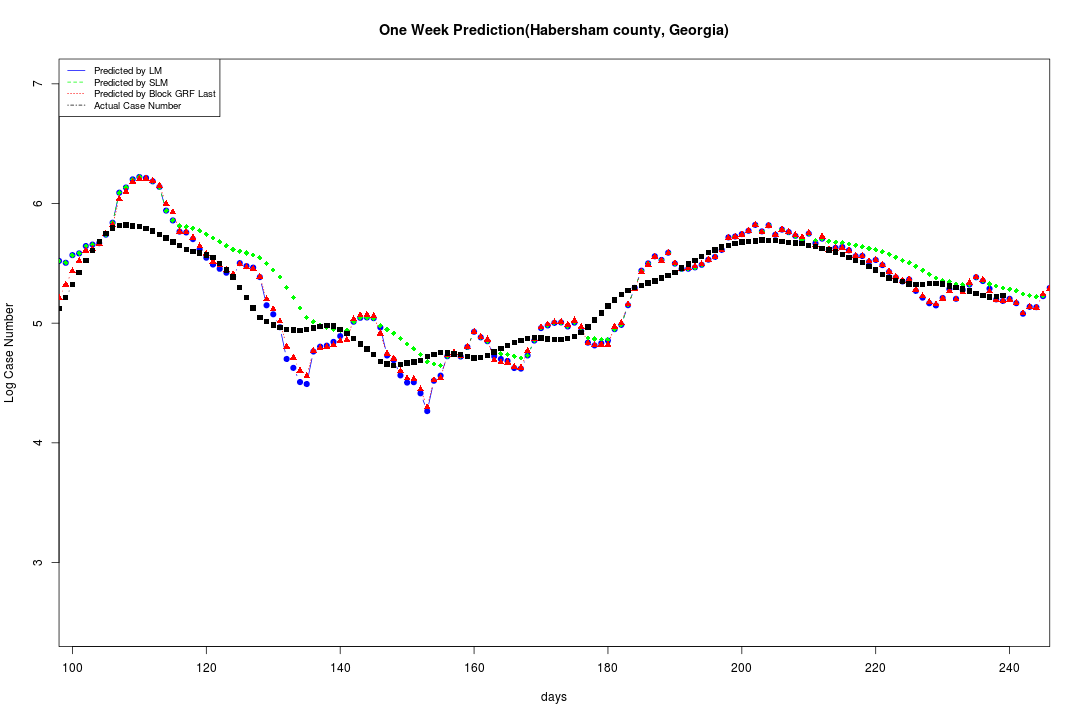 One Week Prediction(Habersham county, Georgia)
Predicted by LM
Predicted by SLM
Predicted by Block GRF Last
Actual Case Number
7
6
5
4
3
Log Case Number
100 120 140 160 180 200 220 240
days